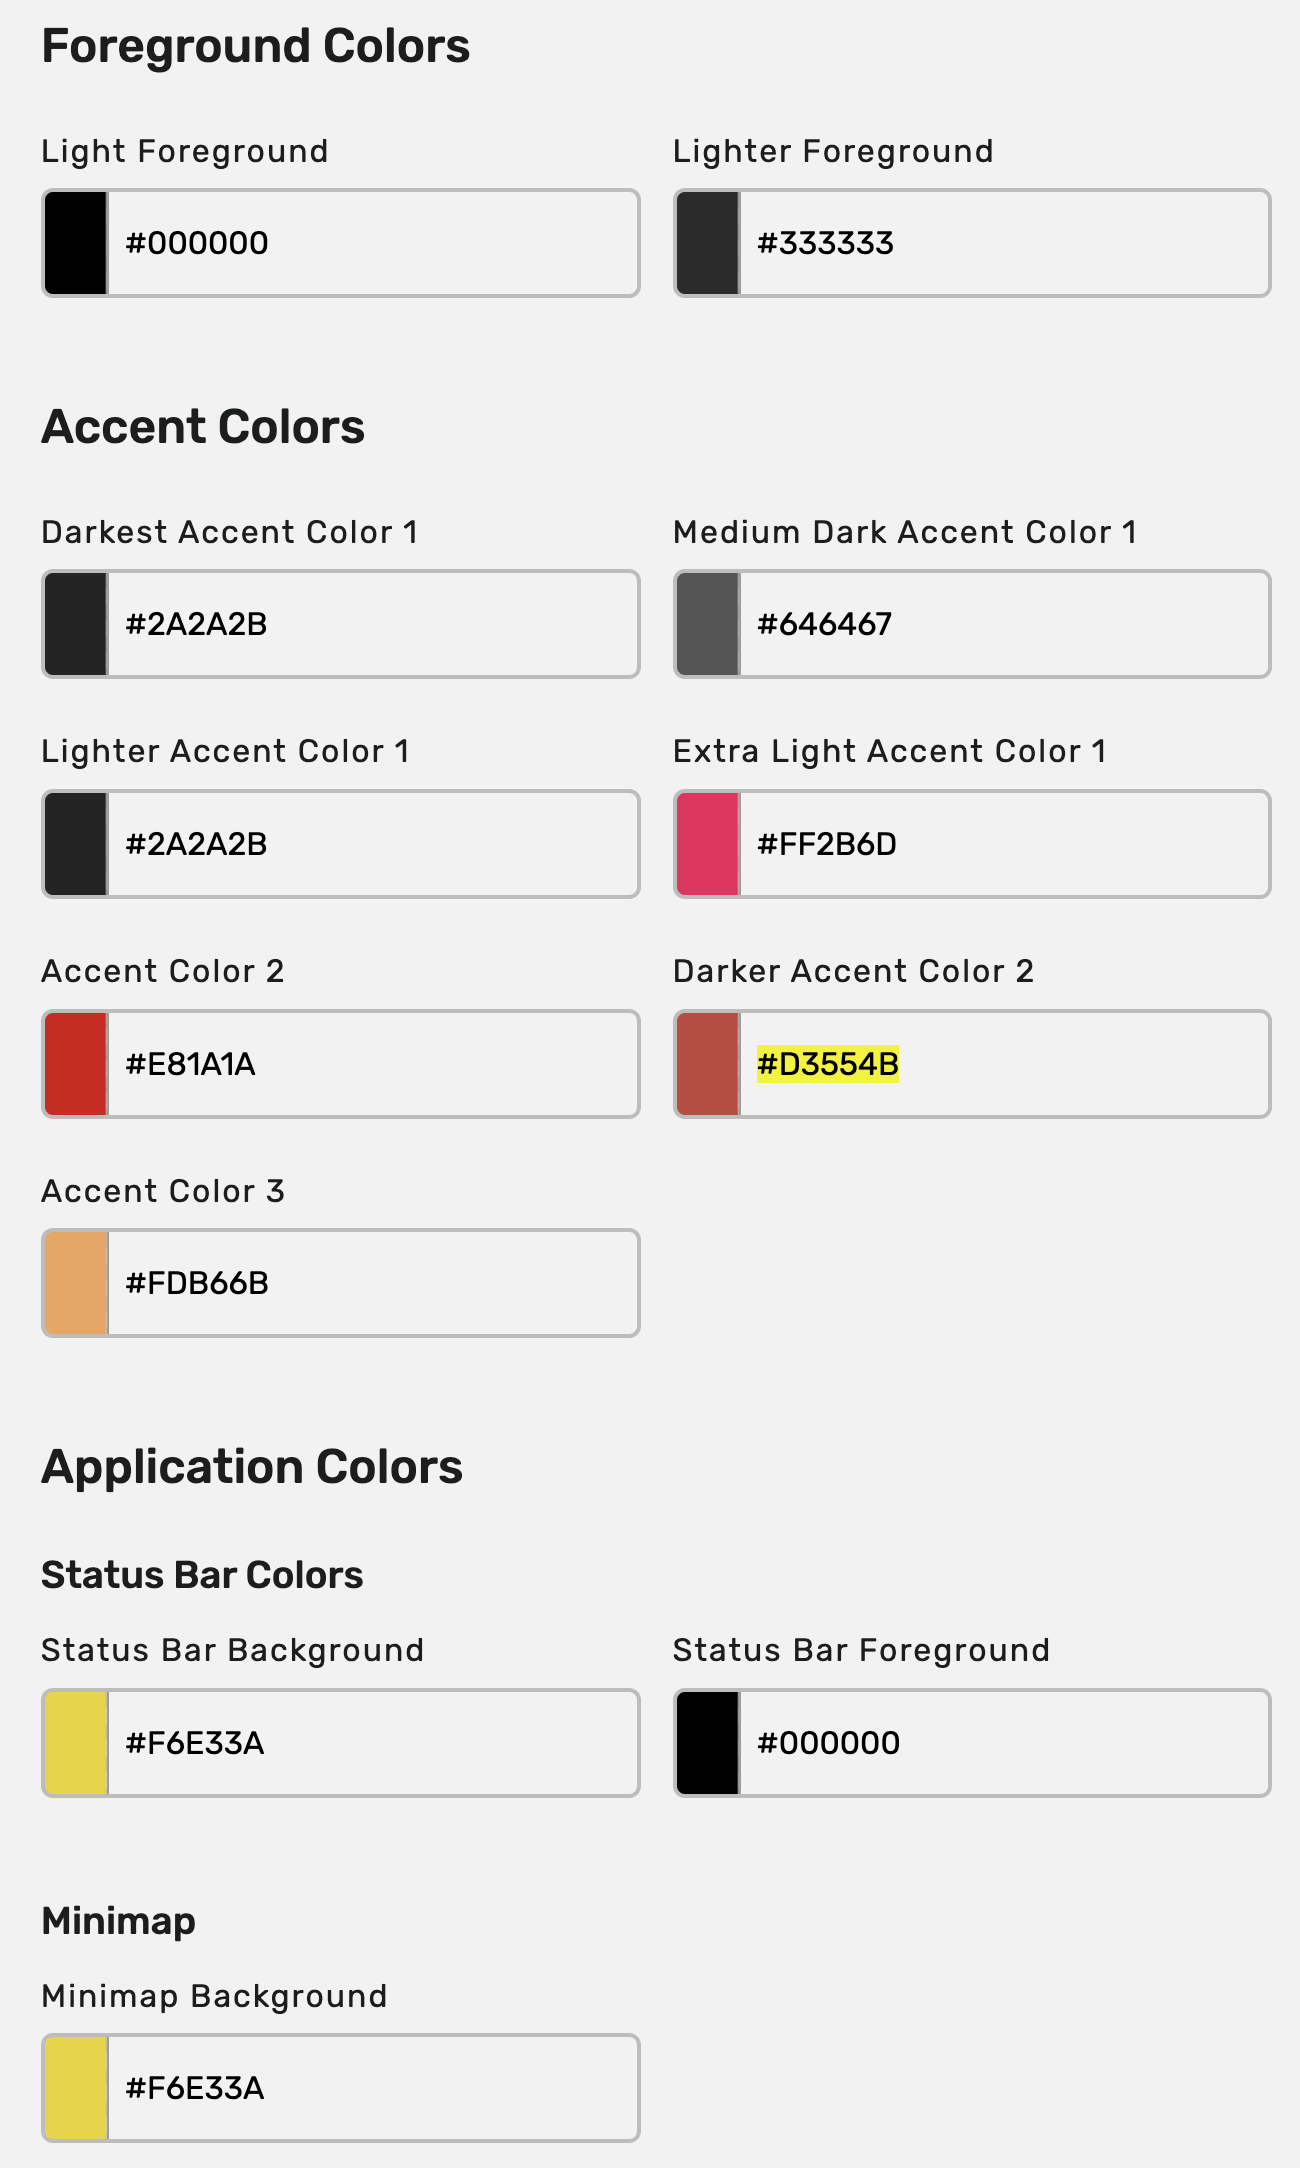 Foreground Colors
Light Foreground
Lighter Foreground
#000000
#333333
Accent Colors
Darkest Accent Color 1
Medium Dark Accent Color 1
#2A2A2B
#646467
Lighter Accent Color 1
Extra Light Accent Color 1
#2A2A2B
#FF2B6D
Accent Color 2
Darker Accent Color 2
#E81A1A
#D3554B
Accent Color 3
#FDB66B
Application Colors
Status Bar Colors
Status Bar Background
Status Bar Foreground
#F6E33A
#000000
Minimap
Minimap Background
#F6E33A